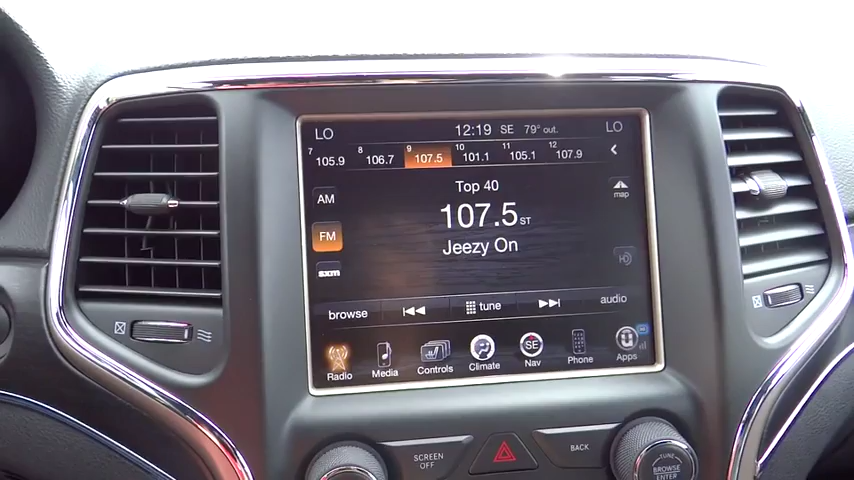 LO 12:19 SE 79° out. LO
7 105.9 8 106.7 9 107.5 10 101.1 11 105.1 12 107.9
Top 40
AM
map
107.5 ST
FM
Jeezy On
sxm
browse tune audio
SE
Radio Media Controls Climate Nav Phone Apps
SCREEN OFF
BACK
TUNE
BROWSE
ENTER